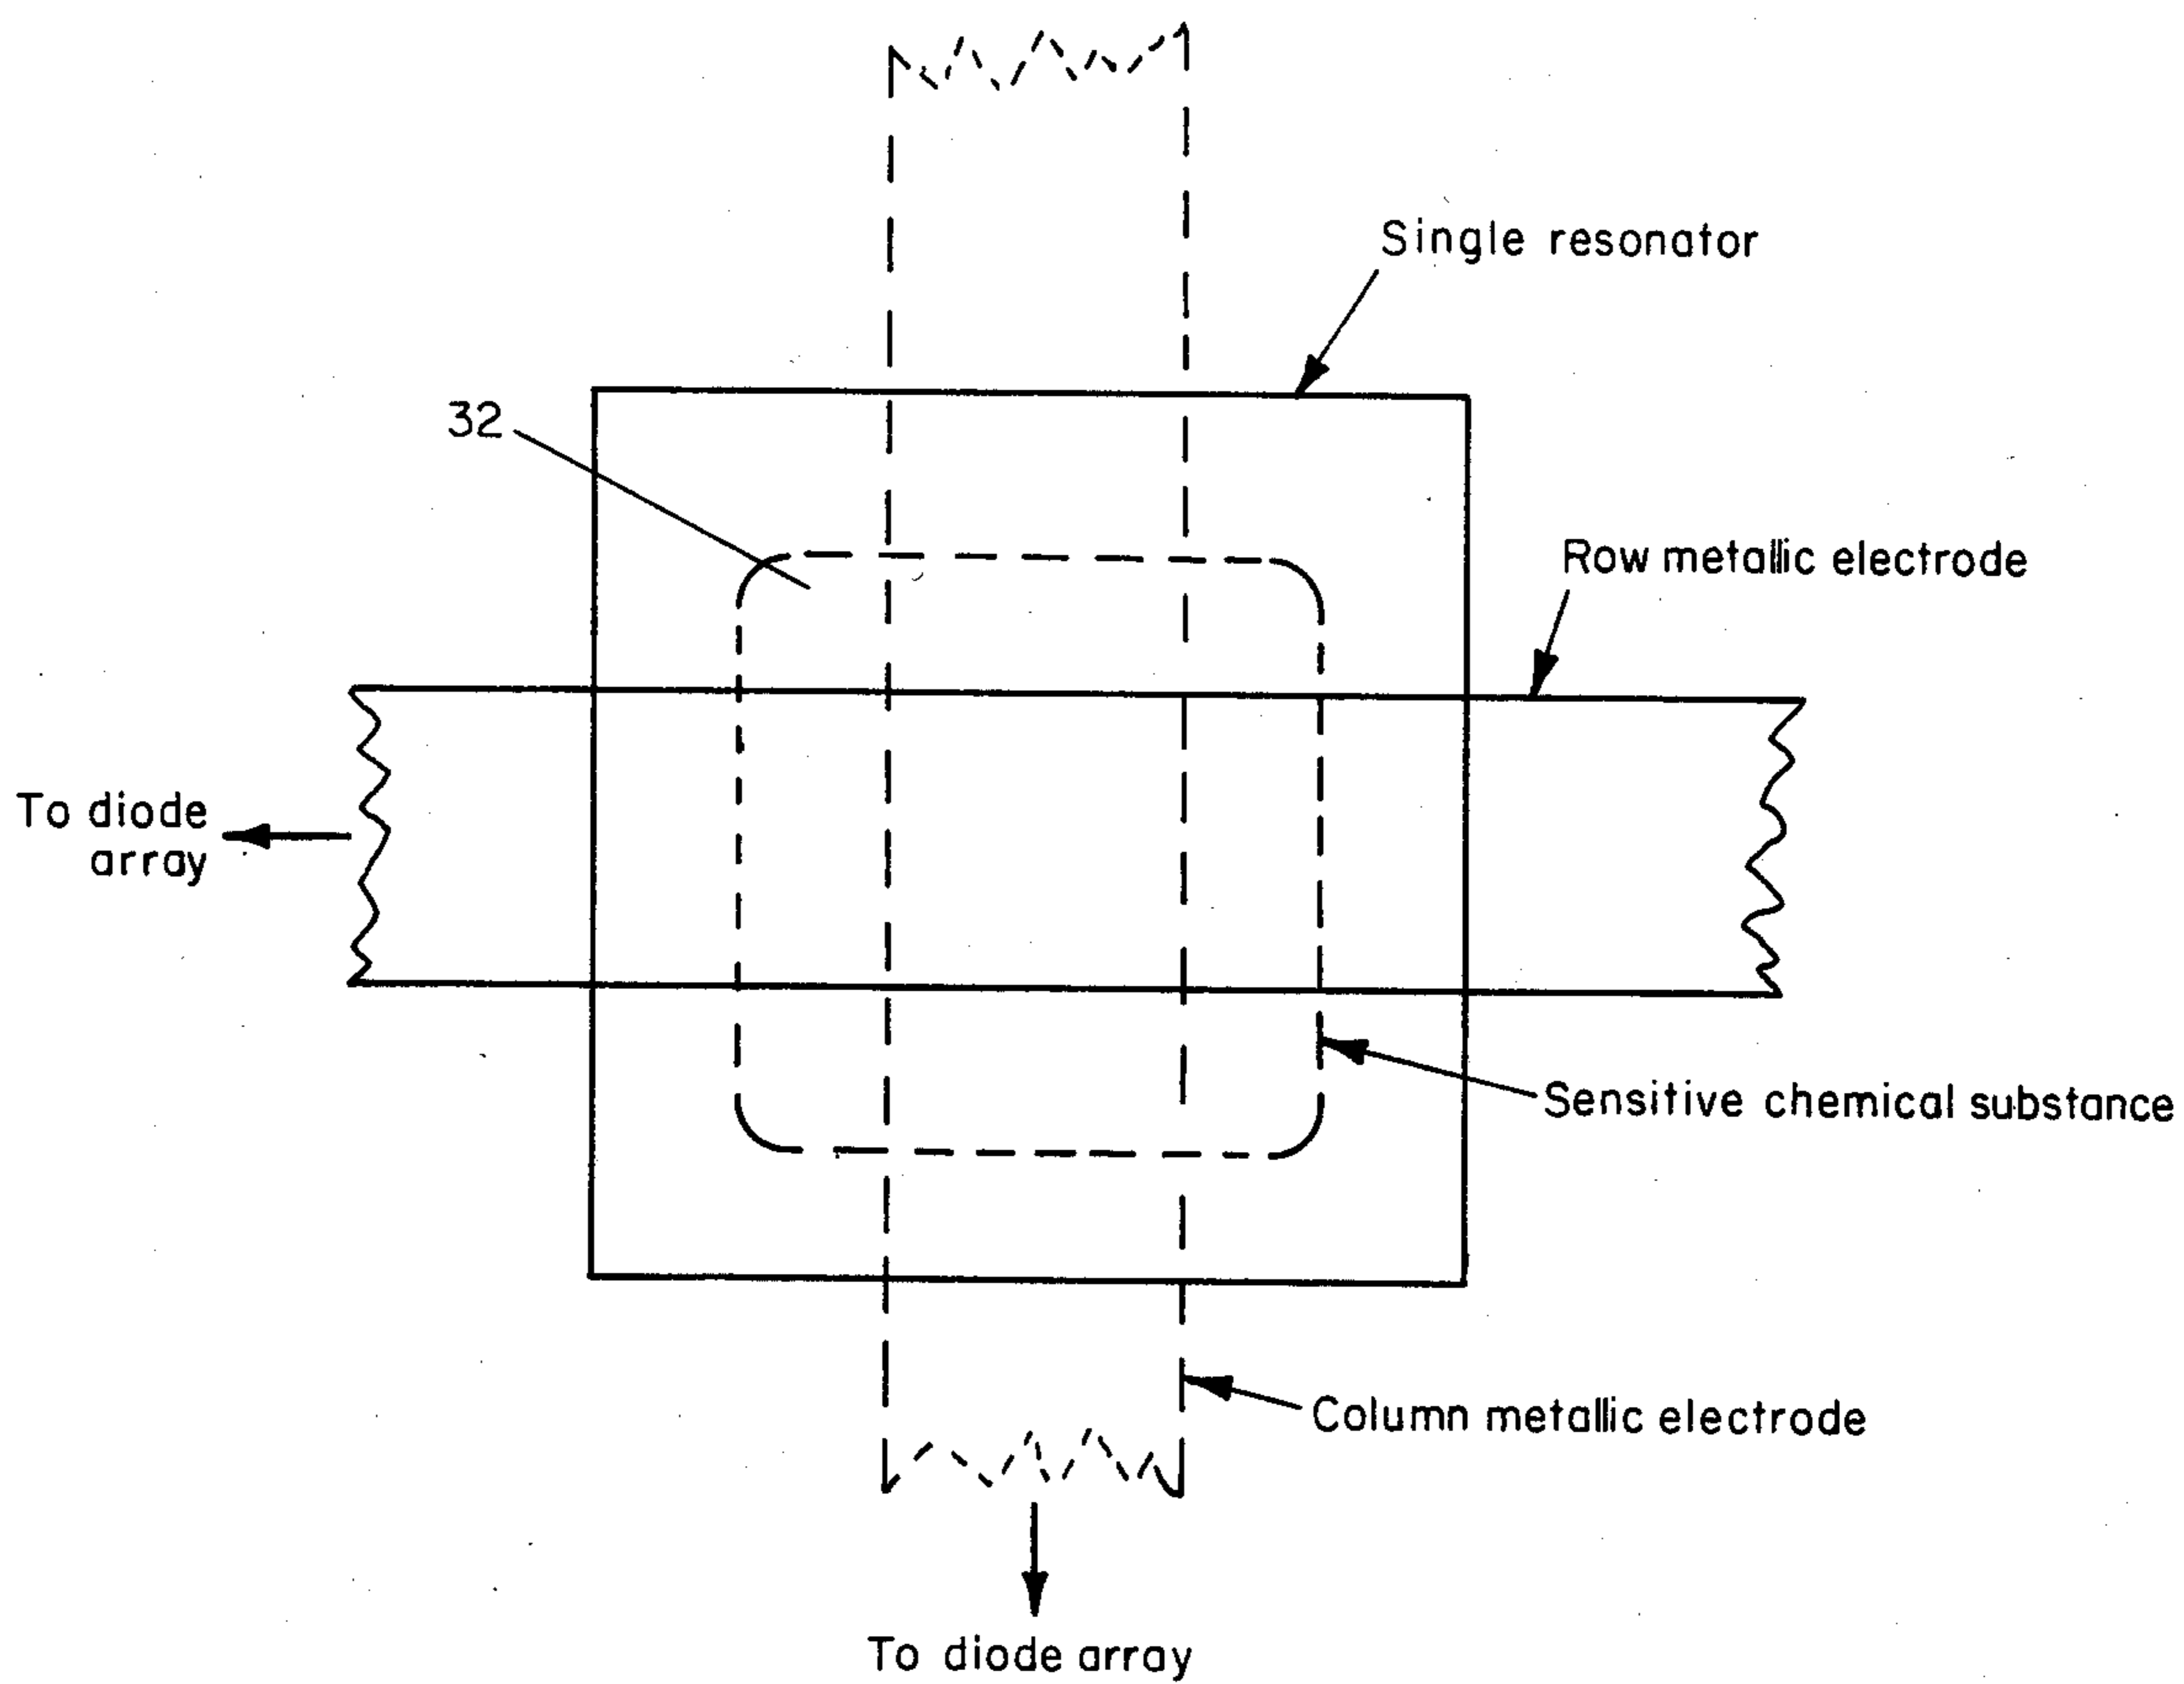 Single resonator
32
Row metallic electrode
To diode
array
Sensitive chemical substance
Column metallic electrode
To diode array